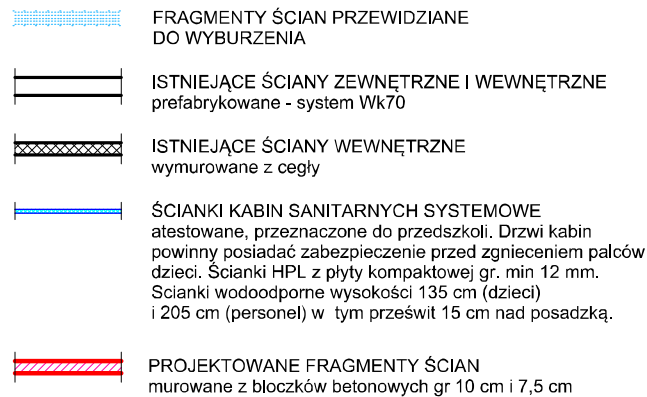 FRAGMENTY ŚCIAN PRZEWIDZIANE
DO WYBURZENIA
ISTNIEJĄCE ŚCIANY ZEWNĘTRZNE I WEWNĘTRZNE
prefabrykowane - system Wk70
ISTNIEJĄCE ŚCIANY WEWNĘTRZNE
wymurowane z cegły
ŚCIANKI KABIN SANITARNYCH SYSTEMOWE
atestowane, przeznaczone do przedszkoli. Drzwi kabin
powinny posiadać zabezpieczenie przed zgnieceniem palców
dzieci. Ścianki HPL z płyty kompaktowej gr. min 12 mm.
Scianki wodoodporne wysokości 135 cm (dzieci)
i 205 cm (personel) w tym prześwit 15 cm nad posadzką.
PROJEKTOWANE FRAGMENTY ŚCIAN
murowane z bloczków betonowych gr 10 cm i 7,5 cm